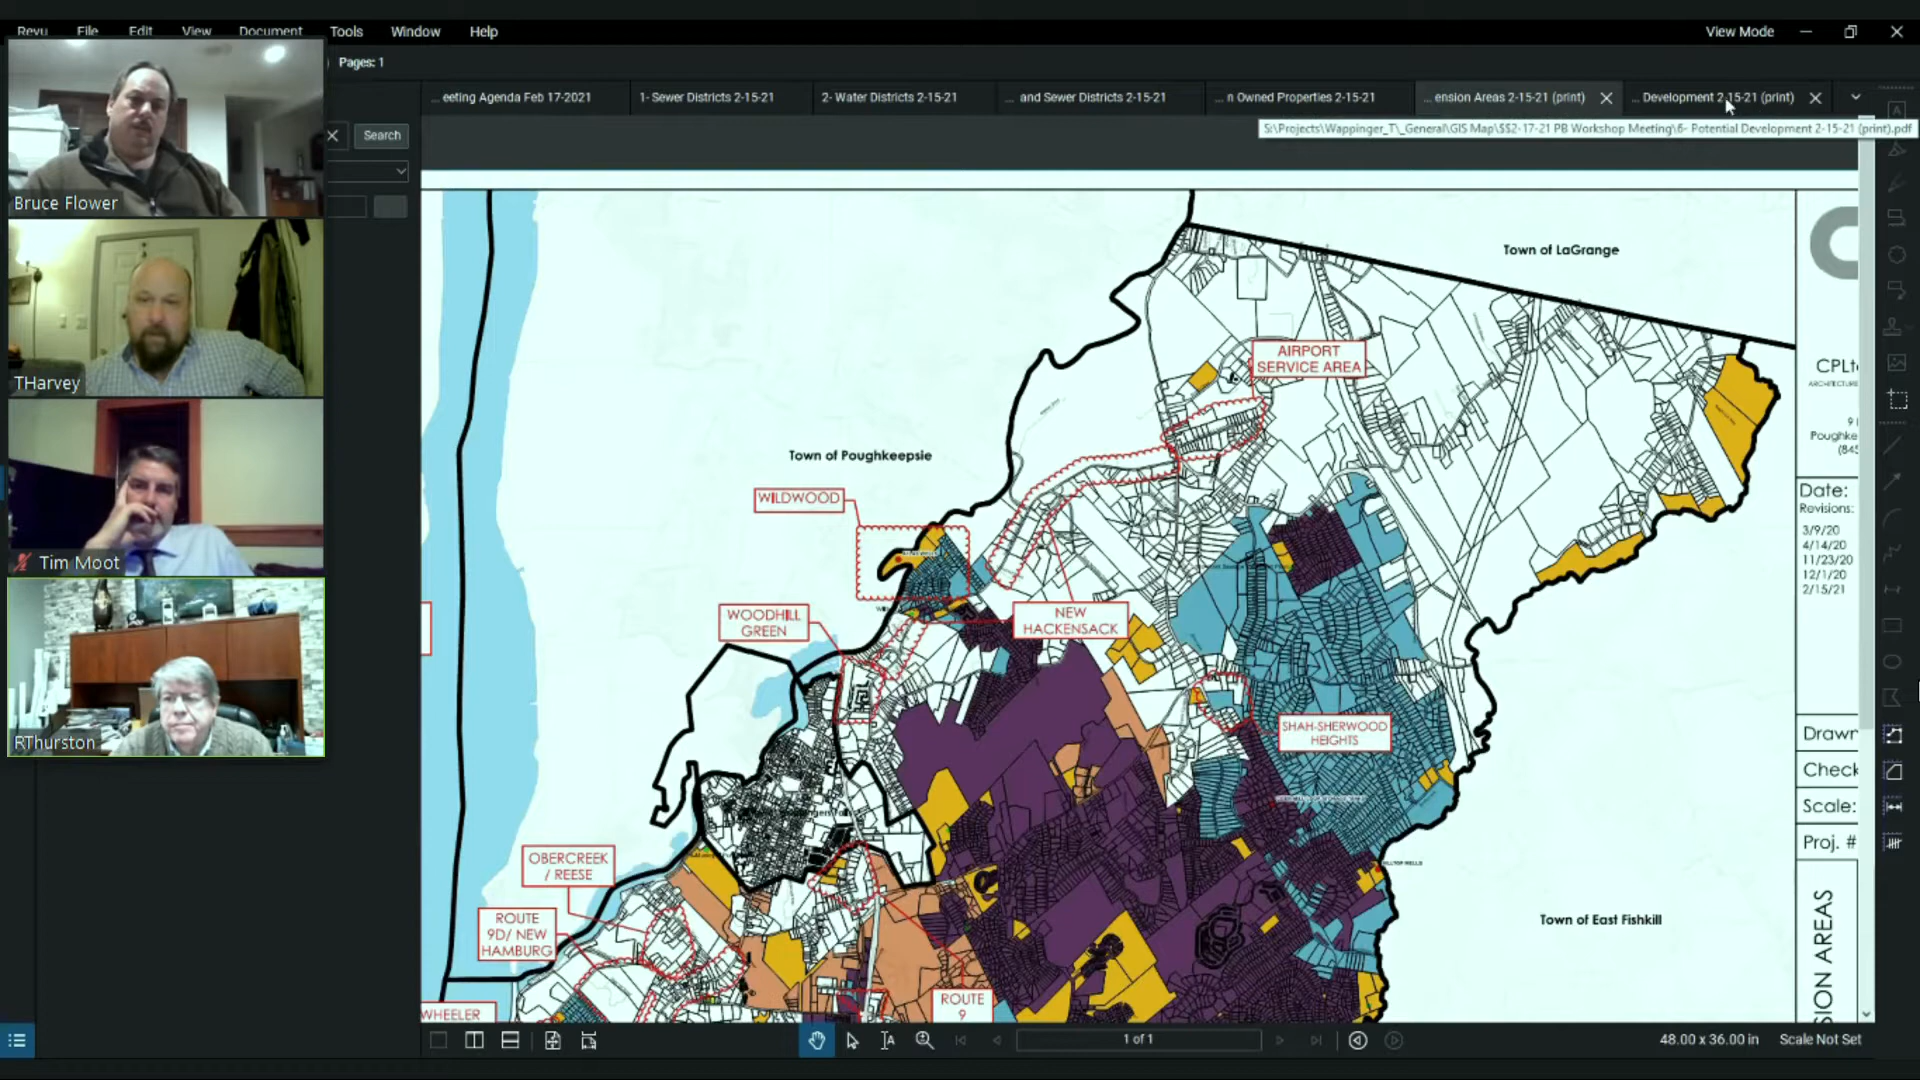 Revu File Edit View Document Tools Window Help View Mode
Pages: 1
... eeting Agenda Feb 17-2021 1- Sewer Districts 2-15-21 2- Water Districts 2-15-21 ... and Sewer Districts 2-15-21 ... n Owned Properties 2-15-21 ... ension Areas 2-15-21 (print) ... Development 2-15-21 (print)
S:\Projects\Wappinger_T\_General\GIS Map\$$2-17-21 PB Workshop Meeting\6- Potential Development 2-15-21 (print).pdf
Search
Bruce Flower
THarvey
Tim Moot
RThurston
Town of LaGrange
AIRPORT
SERVICE AREA
Town of Poughkeepsie
WILDWOOD
WOODHILL
GREEN
NEW
HACKENSACK
SHAH-SHERWOOD
HEIGHTS
OBERCREEK
/ REESE
ROUTE
9D/ NEW
HAMBURG
WHEELER
ROUTE
9
Town of East Fishkill
CPLt
9
Poughke
(845
Date:
Revisions:
3/9/20
4/14/20
11/23/20
12/1/20
2/15/21
Drawn
Check
Scale:
Proj. #
SION AREAS
1 of 1
48.00 x 36.00 in Scale Not Set